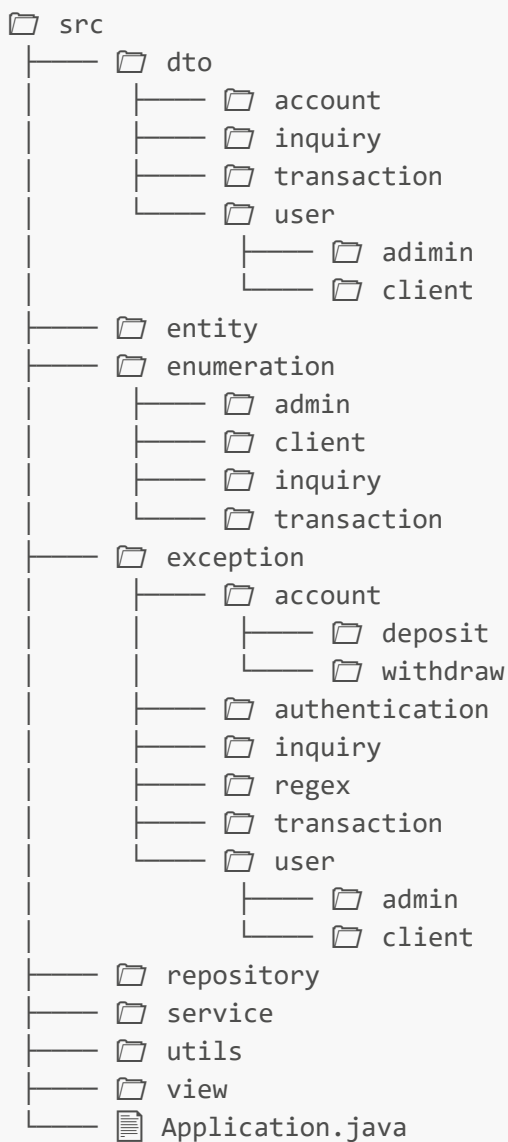 src
dto
account
inquiry
transaction
user
adimin
client
entity
enumeration
admin
client
inquiry
transaction
exception
account
deposit
withdraw
authentication
inquiry
regex
transaction
user
admin
client
repository
service
utils
view
Application.java